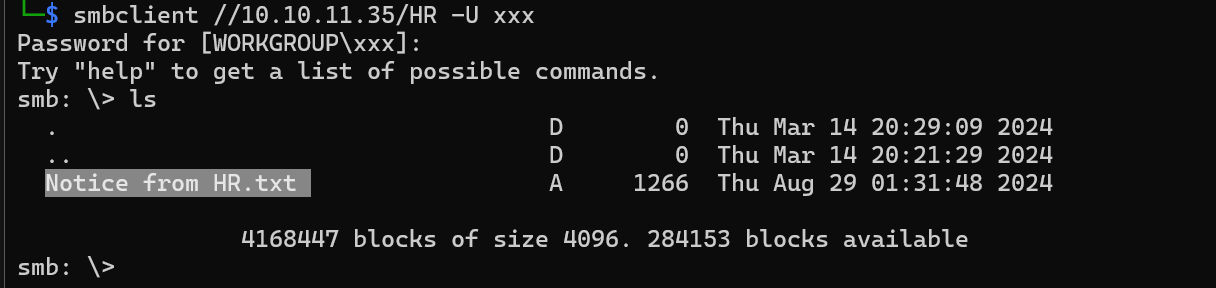 └─$ smbclient //10.10.11.35/HR -U xxx
Password for [WORKGROUP\xxx]:
Try "help" to get a list of possible commands.
smb: \> ls
  .                                   D        0  Thu Mar 14 20:29:09 2024
  ..                                  D        0  Thu Mar 14 20:21:29 2024
  Notice from HR.txt                  A     1266  Thu Aug 29 01:31:48 2024
                4168447 blocks of size 4096. 284153 blocks available
smb: \>